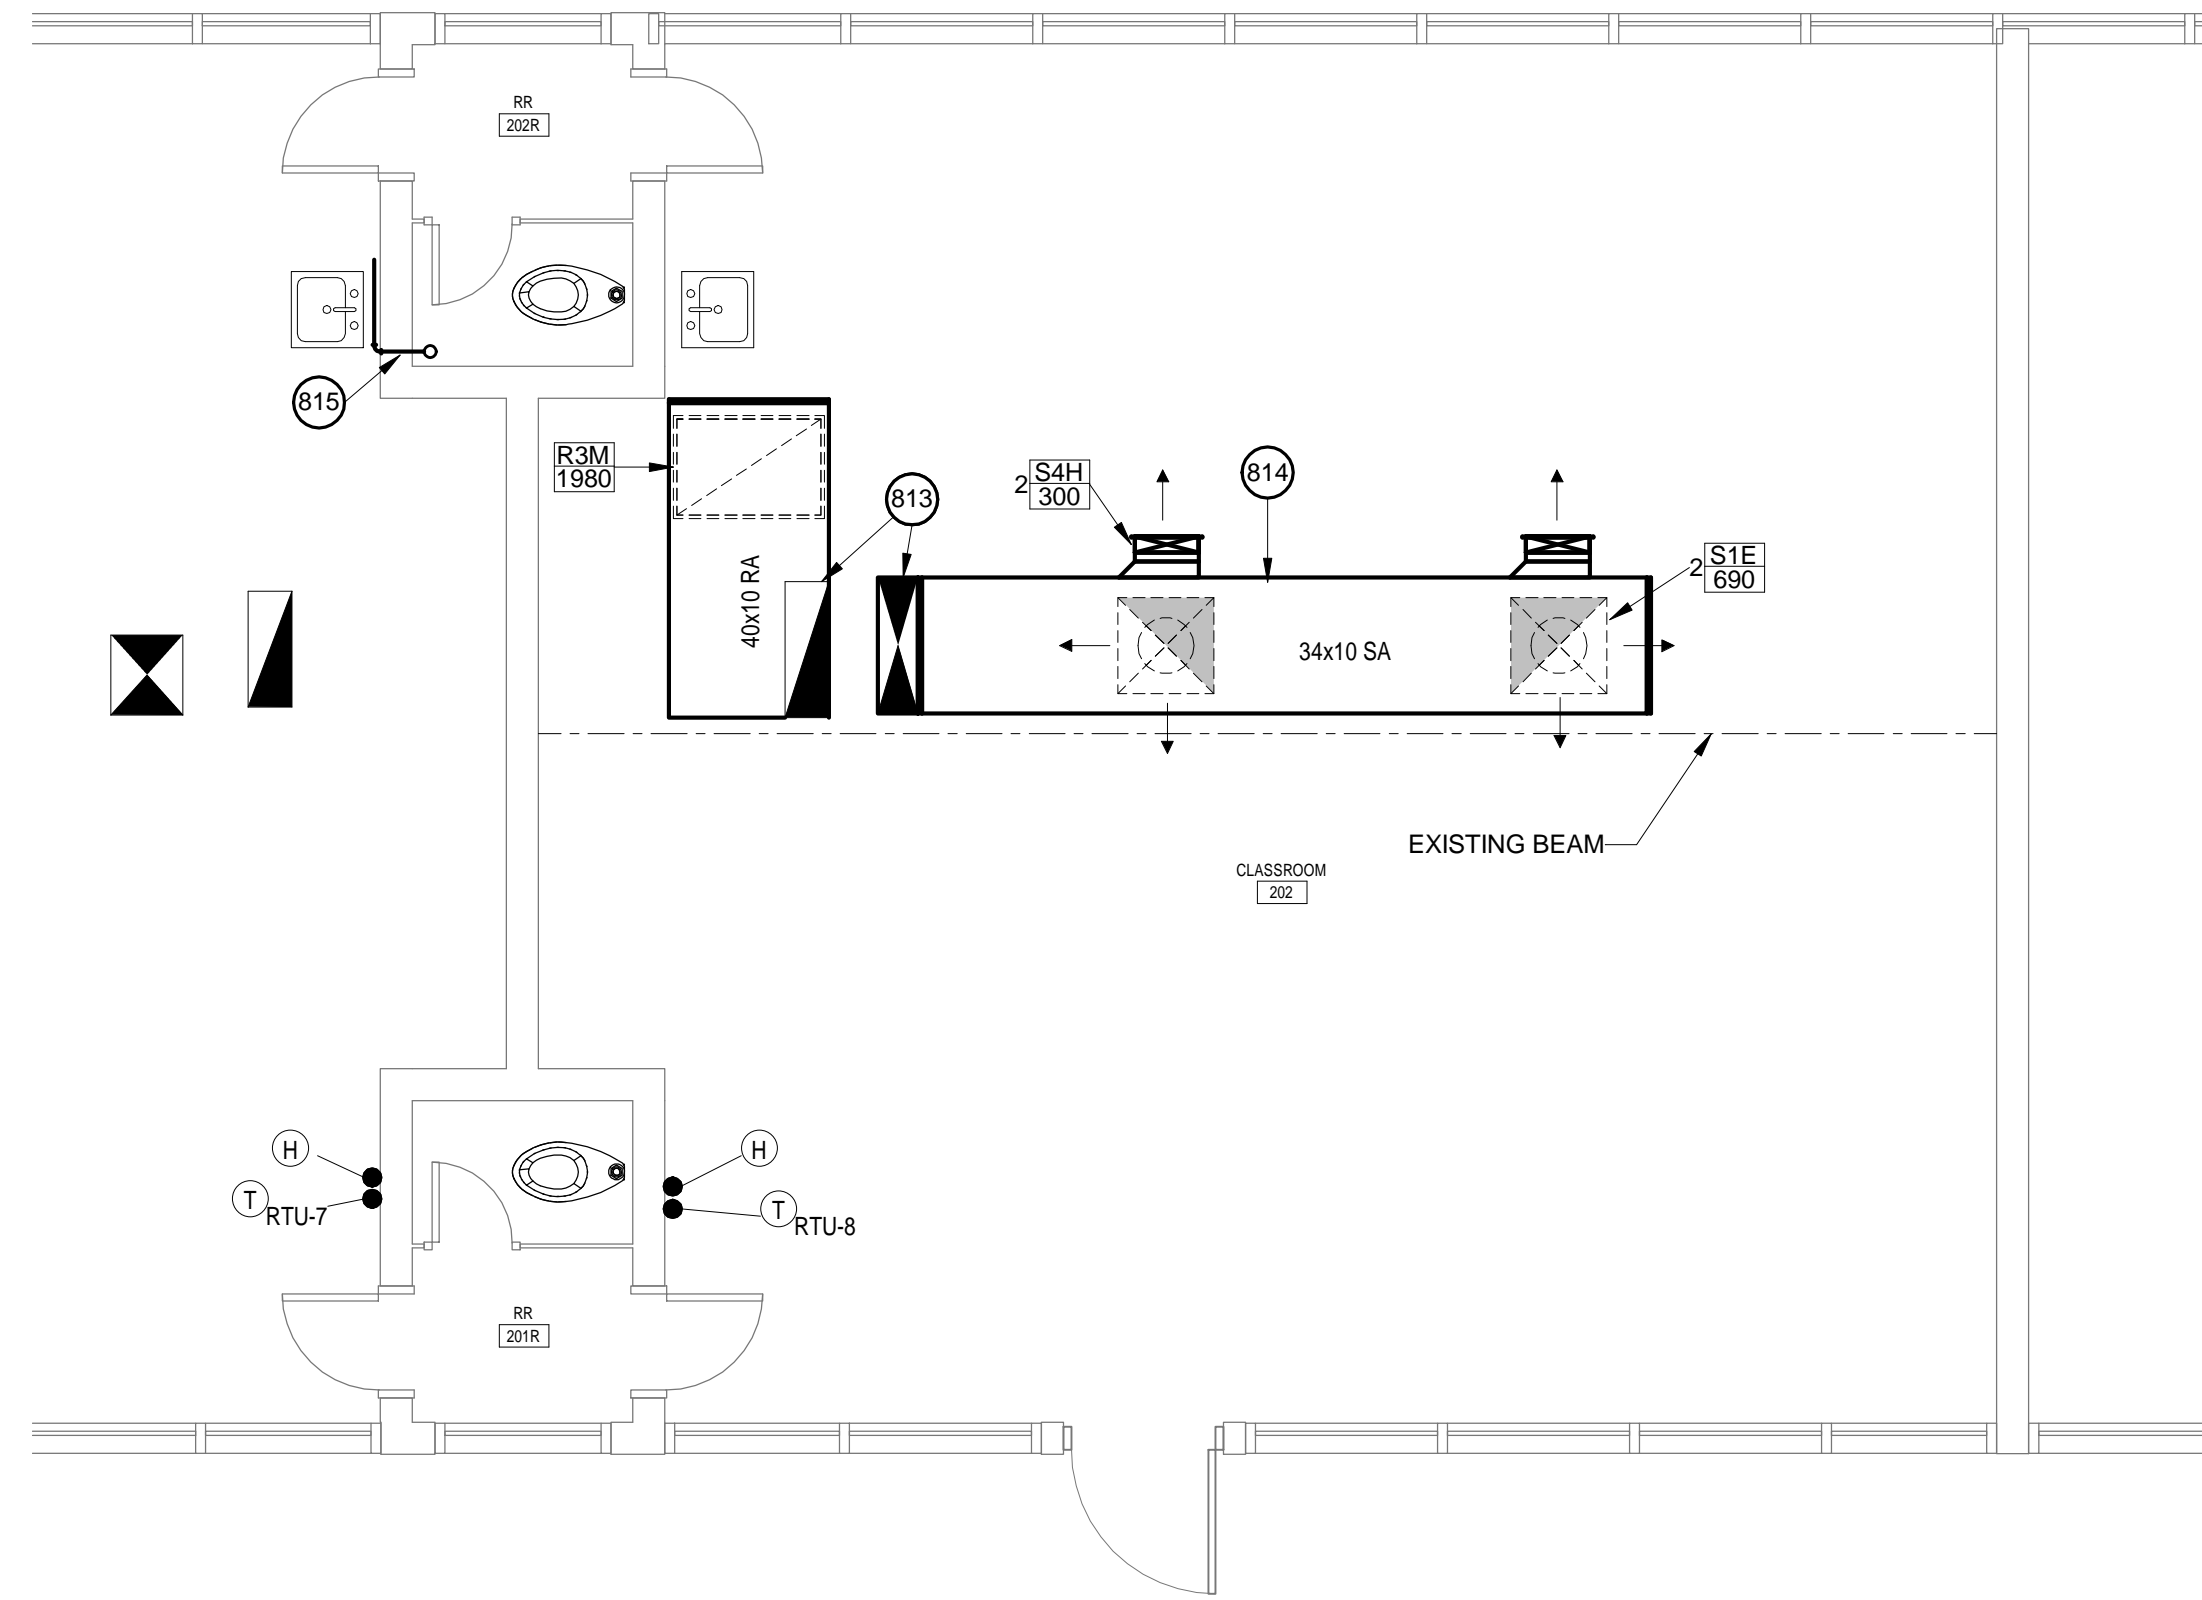 RR
202R
815
R3M
1980
813
2 S4H
300
814
2 S1E
690
40x10 RA
34x10 SA
EXISTING BEAM
CLASSROOM
202
H
T
RTU-7
H
T
RTU-8
RR
201R